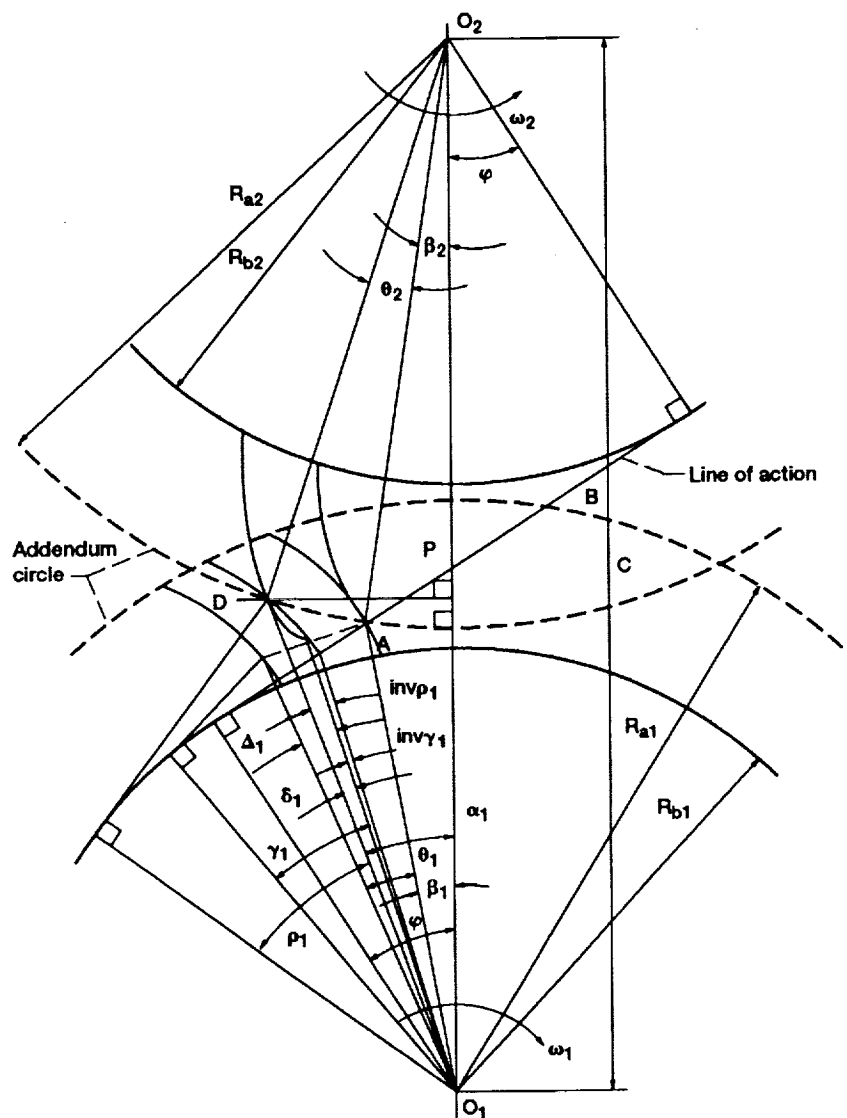 O2
ω2
φ
Ra2
Rb2
β2
θ2
Line of action
B
P
C
Addendum
circle
D
A
invρ1
Ra1
Δ1
invγ1
δ1
α1
Rb1
γ1
θ1
β1
φ
ρ1
ω1
O1